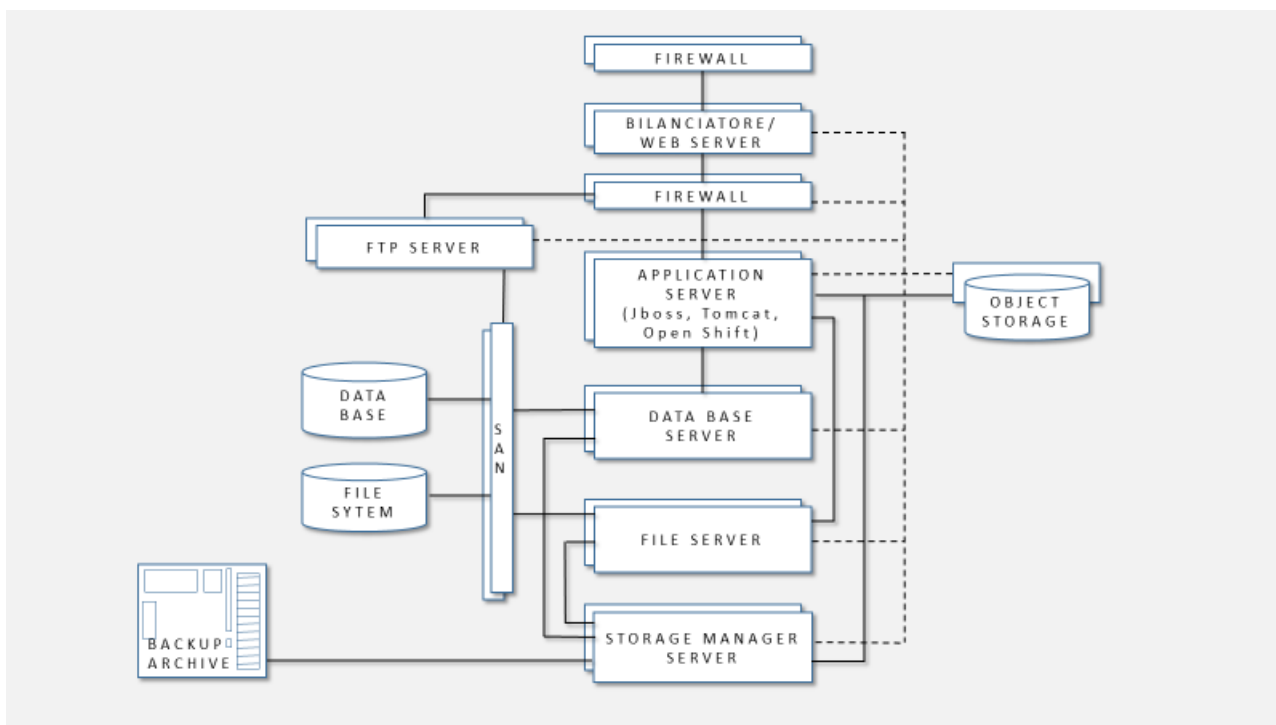 FIREWALL
BILANCIATORE/
WEB SERVER
FIREWALL
FTP SERVER
APPLICATION
SERVER
(Jboss, Tomcat,
Open Shift)
OBJECT
STORAGE
DATA
BASE
SAN
DATA BASE
SERVER
FILE
SYTEM
FILE SERVER
BACKUP
ARCHIVE
STORAGE MANAGER
SERVER